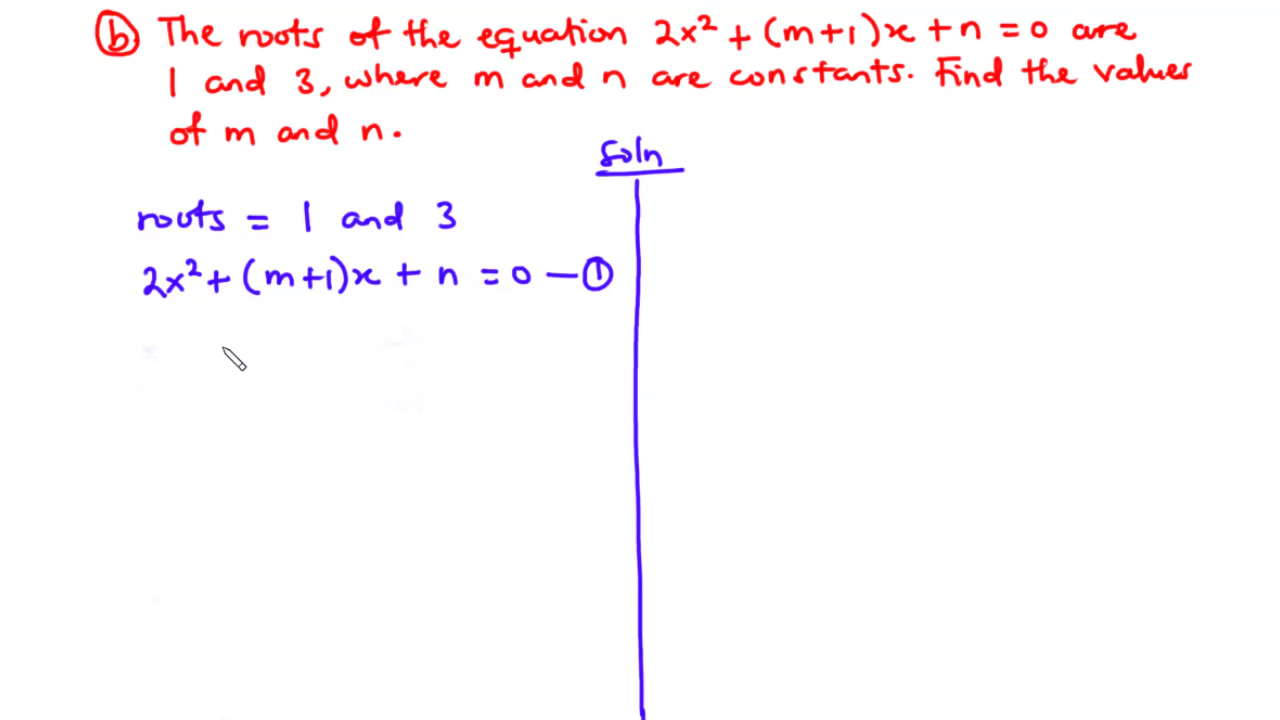 ⓑ The roots of the equation 2x² + (m+1)x + n = 0 are
1 and 3, where m and n are constants. Find the values
of m and n.
Soln
roots = 1 and 3
2x² + (m+1)x + n = 0 — ①